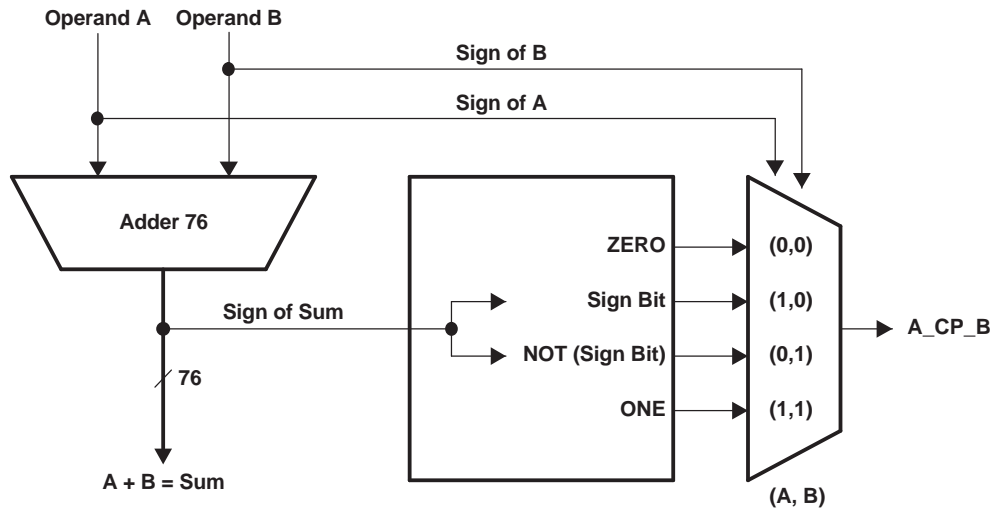 Operand A
Operand B
Sign of B
Sign of A
Adder 76
ZERO
(0,0)
Sign Bit
(1,0)
Sign of Sum
A_CP_B
NOT (Sign Bit)
(0,1)
76
ONE
(1,1)
A + B = Sum
(A, B)